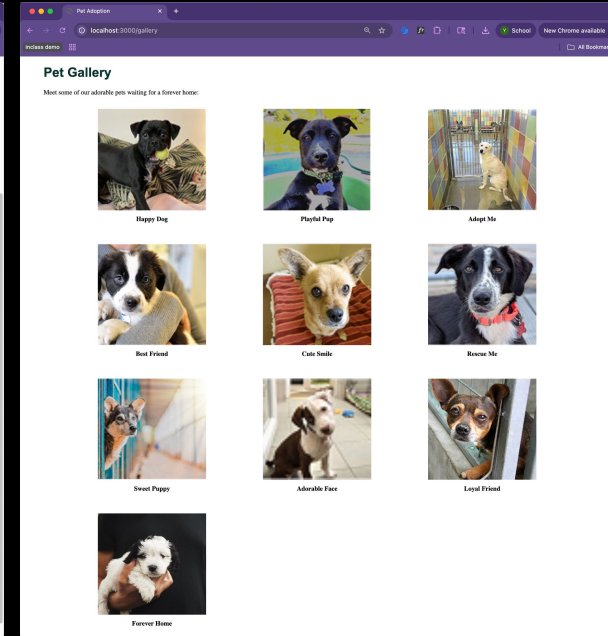 Pet Adoption
localhost:3000/gallery
School
New Chrome available
inclass demo
All Bookmar
Pet Gallery
Meet some of our adorable pets waiting for a forever home:
Happy Dog
Playful Pup
Adopt Me
Best Friend
Cute Smile
Rescue Me
Sweet Puppy
Adorable Face
Loyal Friend
Forever Home